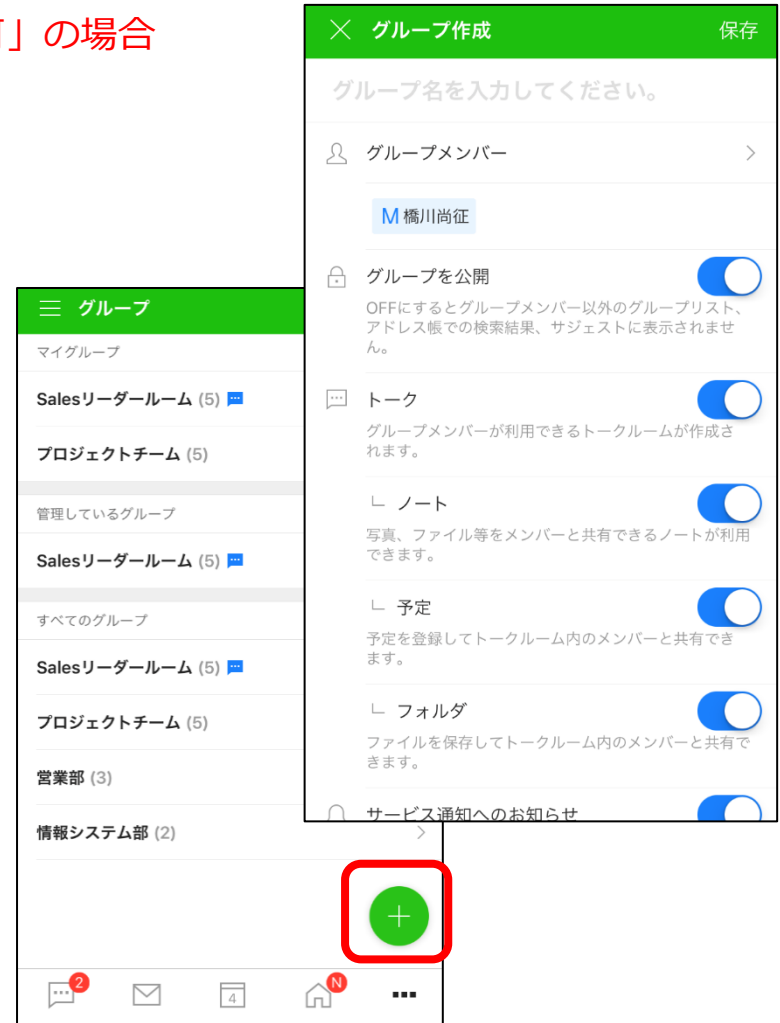 」の場合
グループ作成
保存
グループ名を入力してください。
グループメンバー
M 橋川尚征
グループを公開
OFFにするとグループメンバー以外のグループリスト、
アドレス帳での検索結果、サジェストに表示されませ
ん。
トーク
グループメンバーが利用できるトークルームが作成さ
れます。
ノート
写真、ファイル等をメンバーと共有できるノートが利用
できます。
予定
予定を登録してトークルーム内のメンバーと共有でき
ます。
フォルダ
ファイルを保存してトークルーム内のメンバーと共有で
きます。
サービス通知へのお知らせ
グループ
マイグループ
Salesリーダールーム (5)
プロジェクトチーム (5)
管理しているグループ
Salesリーダールーム (5)
すべてのグループ
Salesリーダールーム (5)
プロジェクトチーム (5)
営業部 (3)
情報システム部 (2)
2
4
N